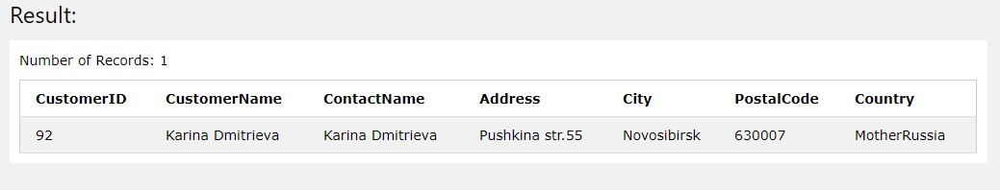 Result:
Number of Records: 1
CustomerID CustomerName ContactName Address City PostalCode Country
92 Karina Dmitrieva Karina Dmitrieva Pushkina str.55 Novosibirsk 630007 MotherRussia